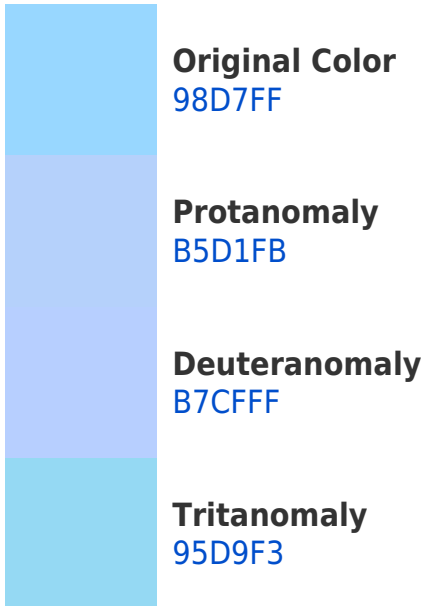 Original Color
98D7FF
Protanomaly
B5D1FB
Deuteranomaly
B7CFFF
Tritanomaly
95D9F3